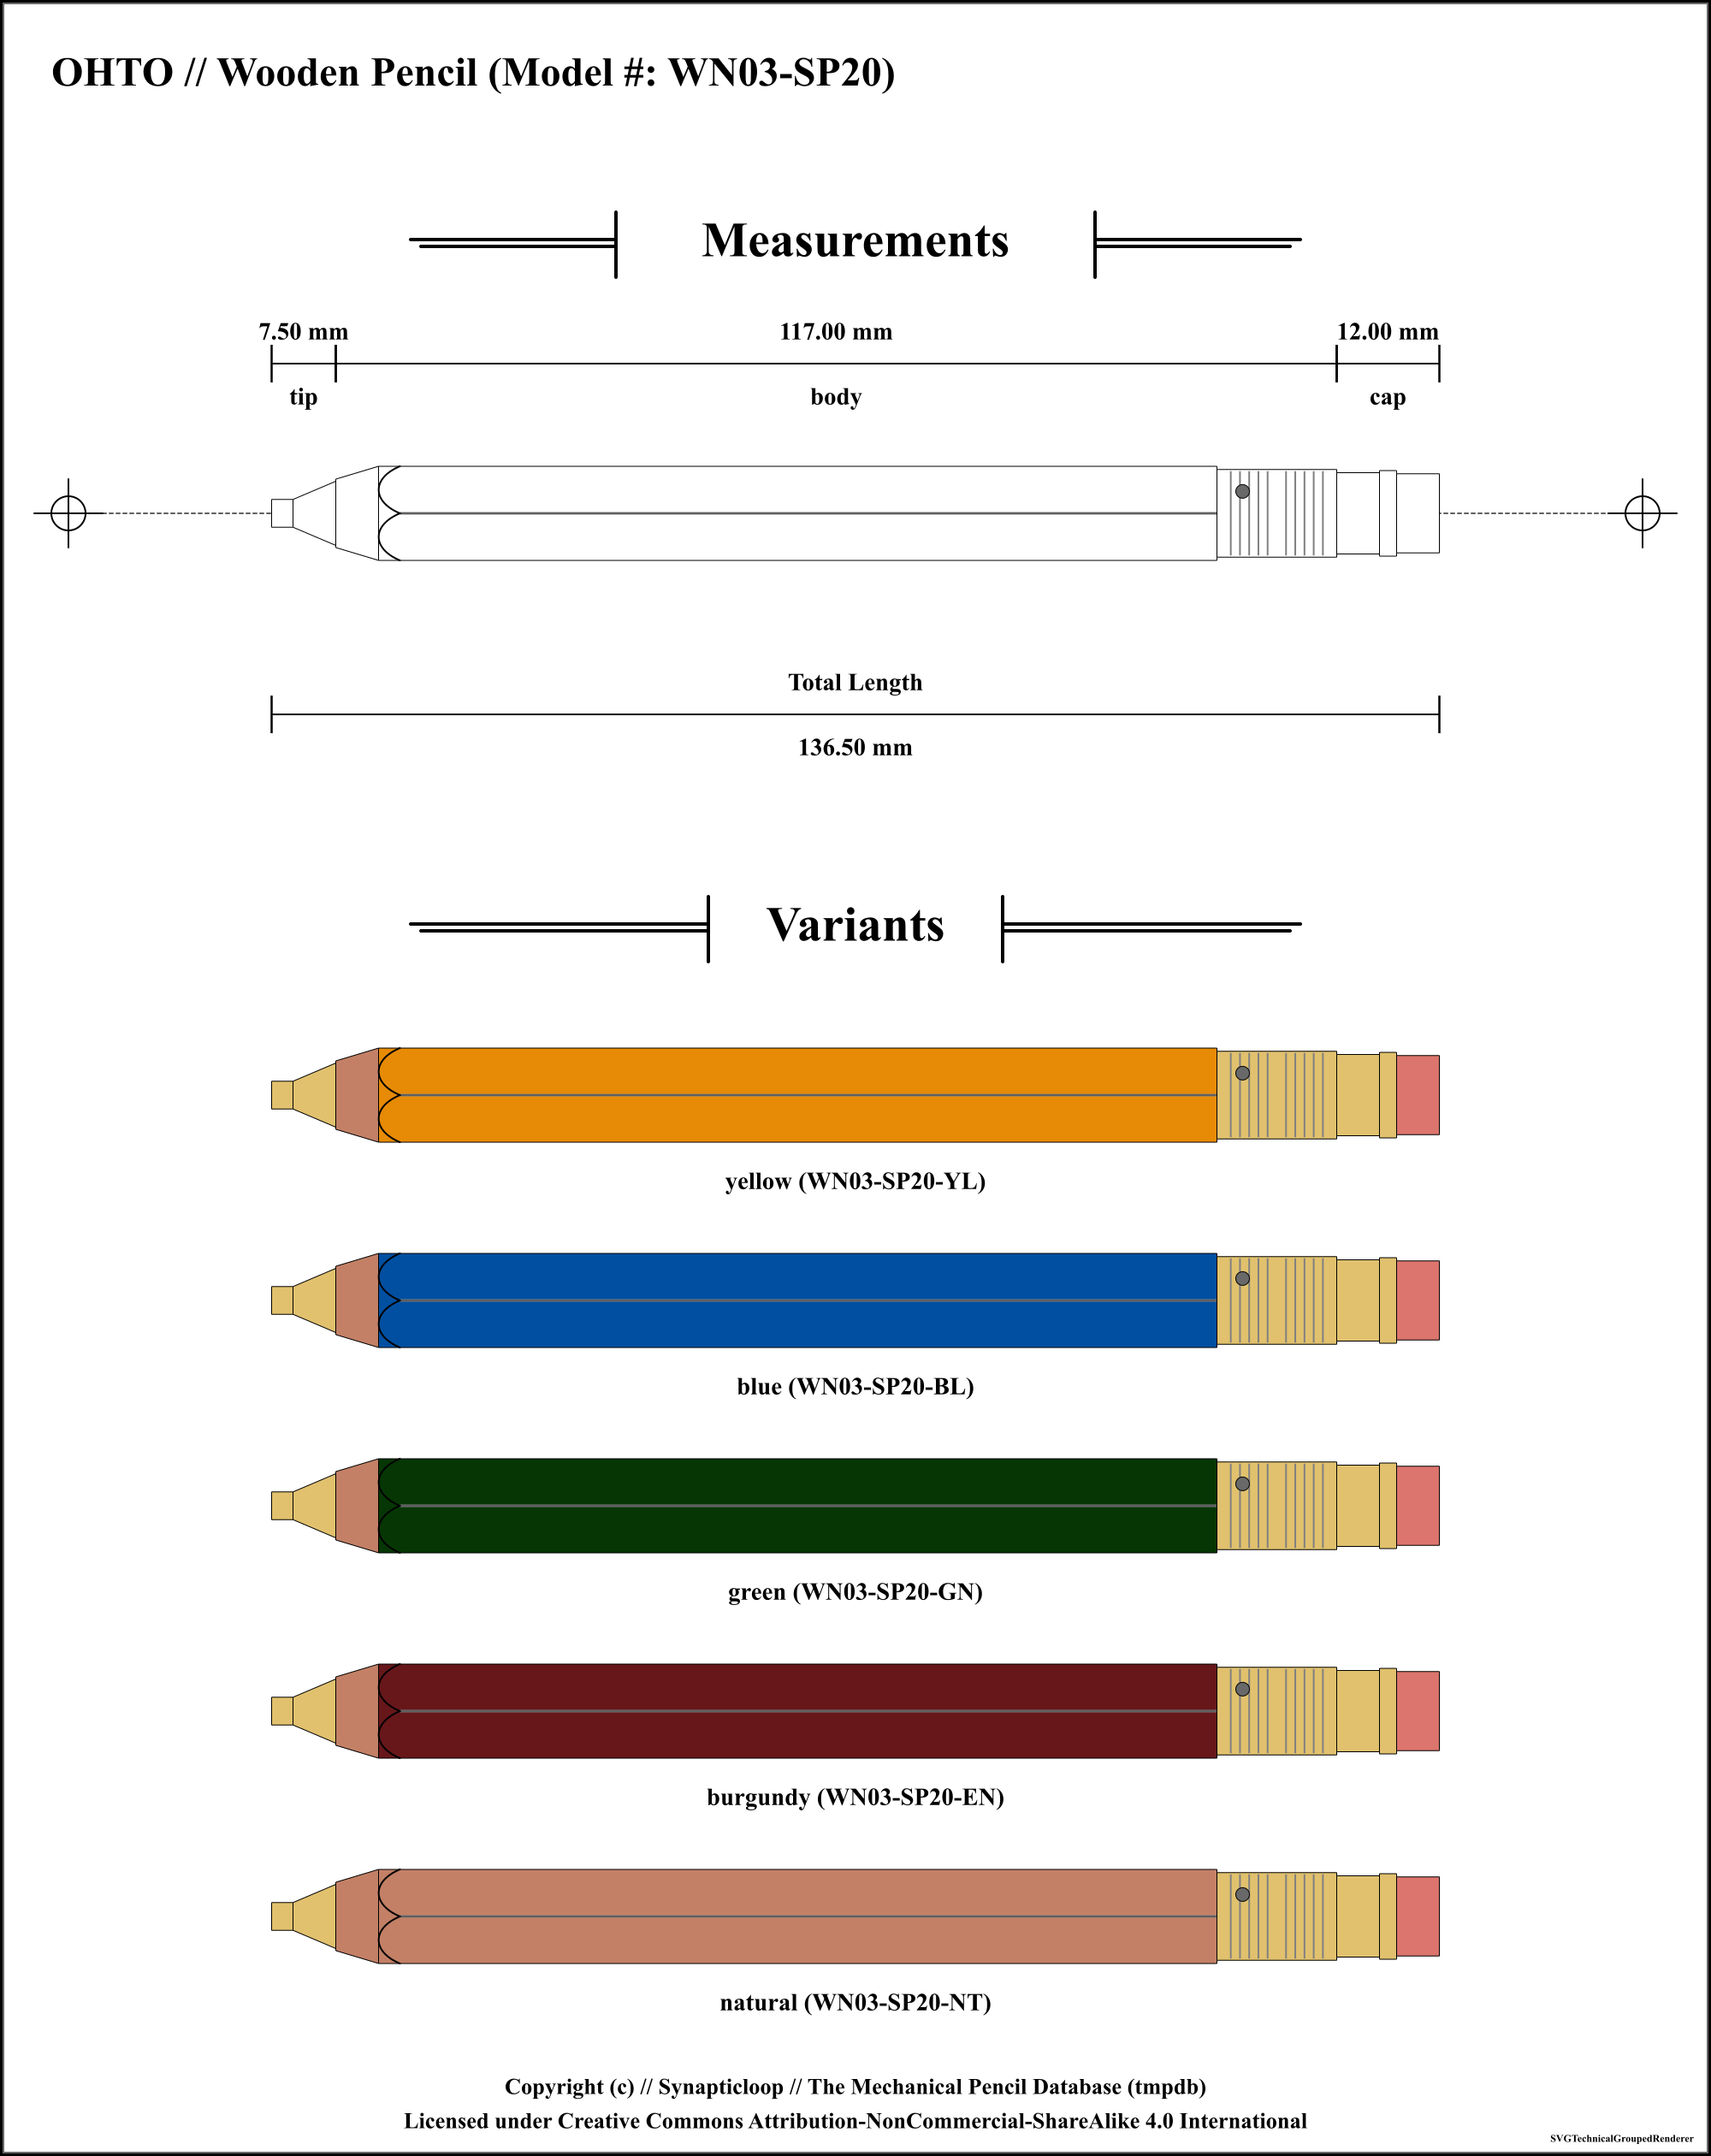 OHTO // Wooden Pencil (Model #: WN03-SP20)
Measurements
7.50 mm 117.00 mm 12.00 mm
tip body cap
Total Length
136.50 mm
Variants
yellow (WN03-SP20-YL)
blue (WN03-SP20-BL)
green (WN03-SP20-GN)
burgundy (WN03-SP20-EN)
natural (WN03-SP20-NT)
Copyright (c) // Synapticloop // The Mechanical Pencil Database (tmpdb)
Licensed under Creative Commons Attribution-NonCommercial-ShareAlike 4.0 International
SVGTechnicalGroupedRenderer